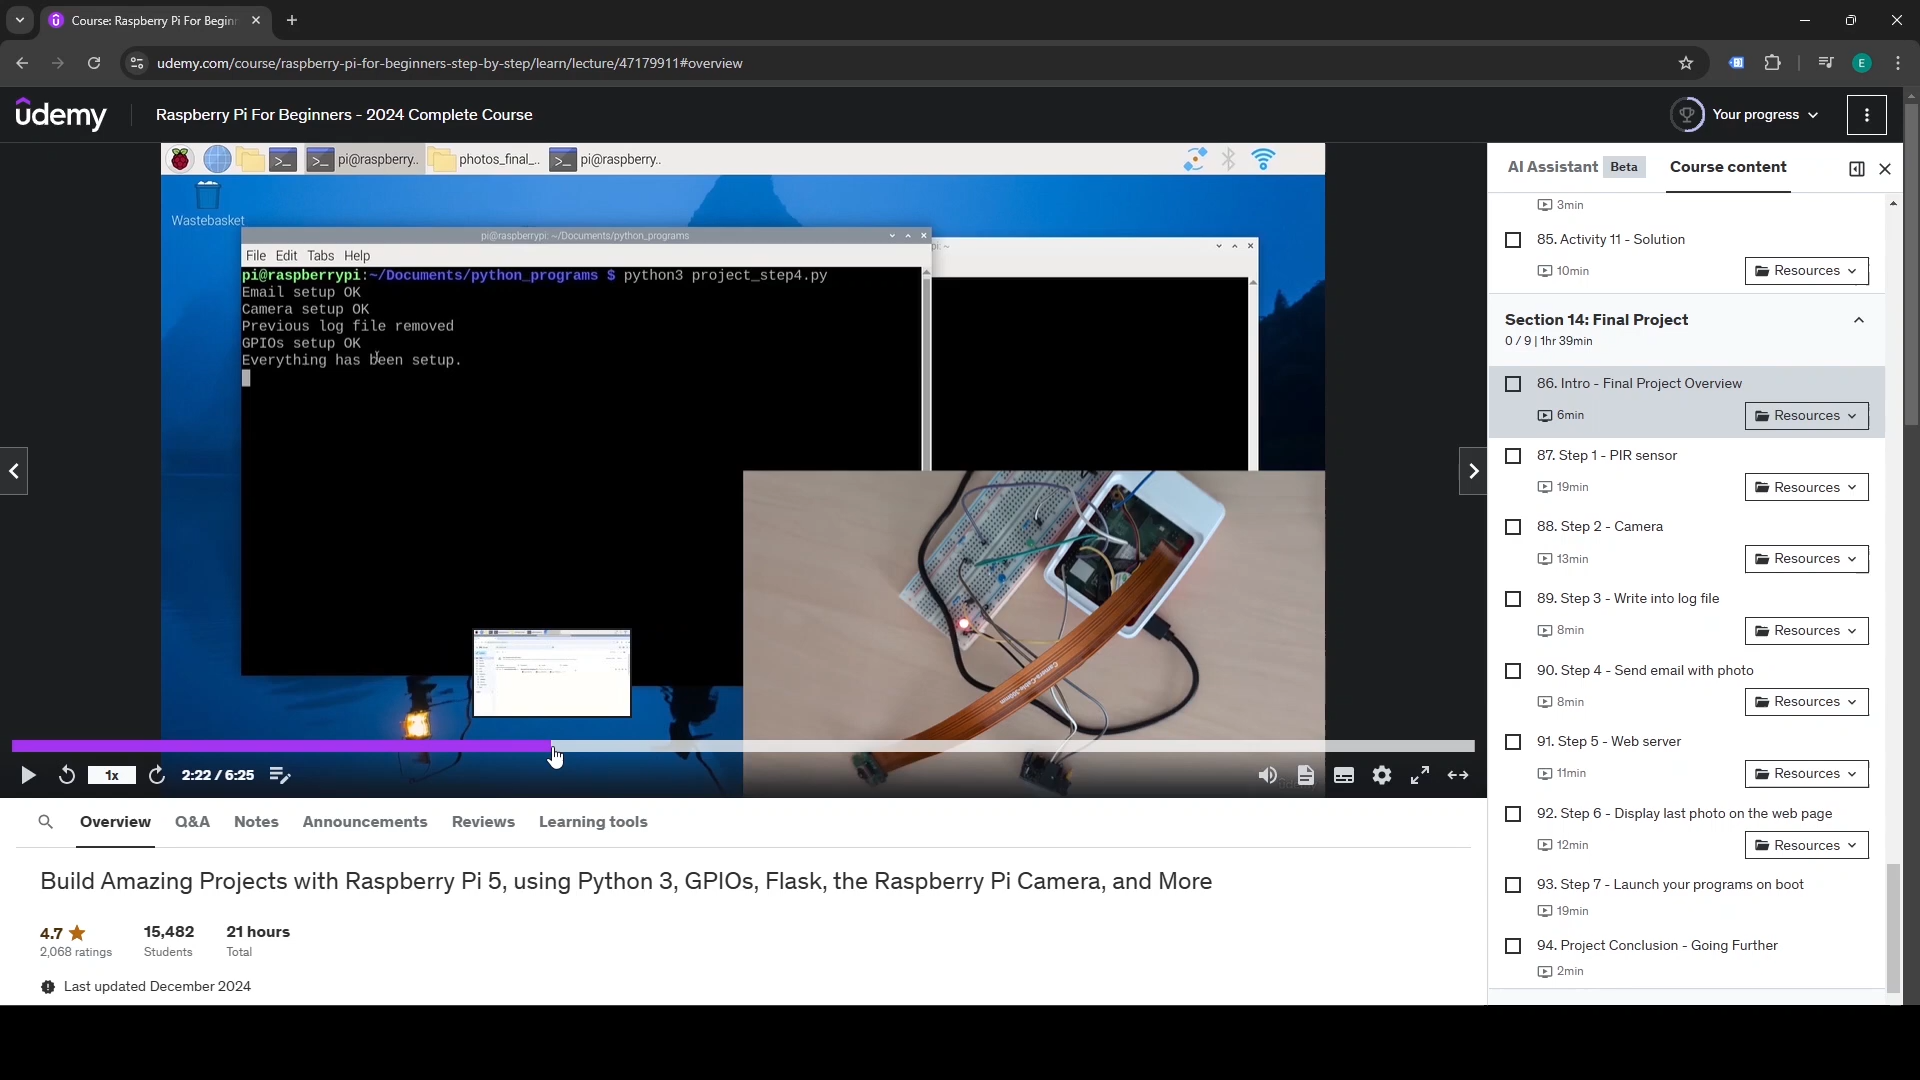 Course: Raspberry Pi For Begin
udemy.com/course/raspberry-pi-for-beginners-step-by-step/learn/lecture/47179911#overview
E
udemy
Raspberry Pi For Beginners - 2024 Complete Course
Your progress
pi@raspberry..
photos_final_..
pi@raspberry..
Wastebasket
pi@raspberrypi: ~/Documents/python_programs
File Edit Tabs Help
pi@raspberrypi:~/Documents/python_programs $ python3 project_step4.py
Email setup OK
Camera setup OK
Previous log file removed
GPIOs setup OK
Everything has been setup.
1x
2:22 / 6:25
Overview
Q&A
Notes
Announcements
Reviews
Learning tools
Build Amazing Projects with Raspberry Pi 5, using Python 3, GPIOs, Flask, the Raspberry Pi Camera, and More
4.7
15,482
21 hours
2,068 ratings
Students
Total
Last updated December 2024
AI Assistant Beta
Course content
3min
85. Activity 11 - Solution
10min
Resources
Section 14: Final Project
0 / 9 | 1hr 39min
86. Intro - Final Project Overview
6min
Resources
87. Step 1 - PIR sensor
19min
Resources
88. Step 2 - Camera
13min
Resources
89. Step 3 - Write into log file
8min
Resources
90. Step 4 - Send email with photo
8min
Resources
91. Step 5 - Web server
11min
Resources
92. Step 6 - Display last photo on the web page
12min
Resources
93. Step 7 - Launch your programs on boot
19min
94. Project Conclusion - Going Further
2min